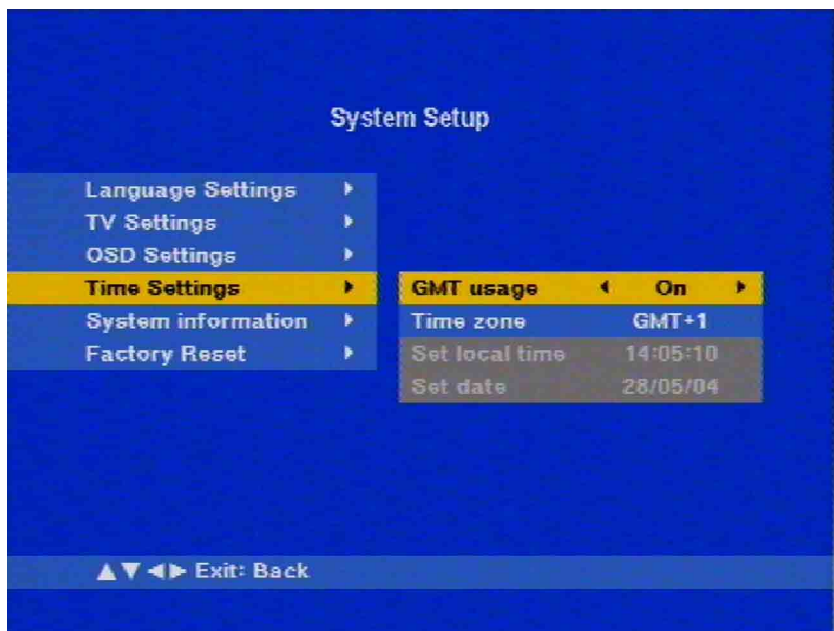 System Setup
Language Settings
TV Settings
OSD Settings
Time Settings
GMT usage On
System information
Time zone GMT+1
Factory Reset
Set local time 14:05:10
Set date 28/05/04
Exit: Back